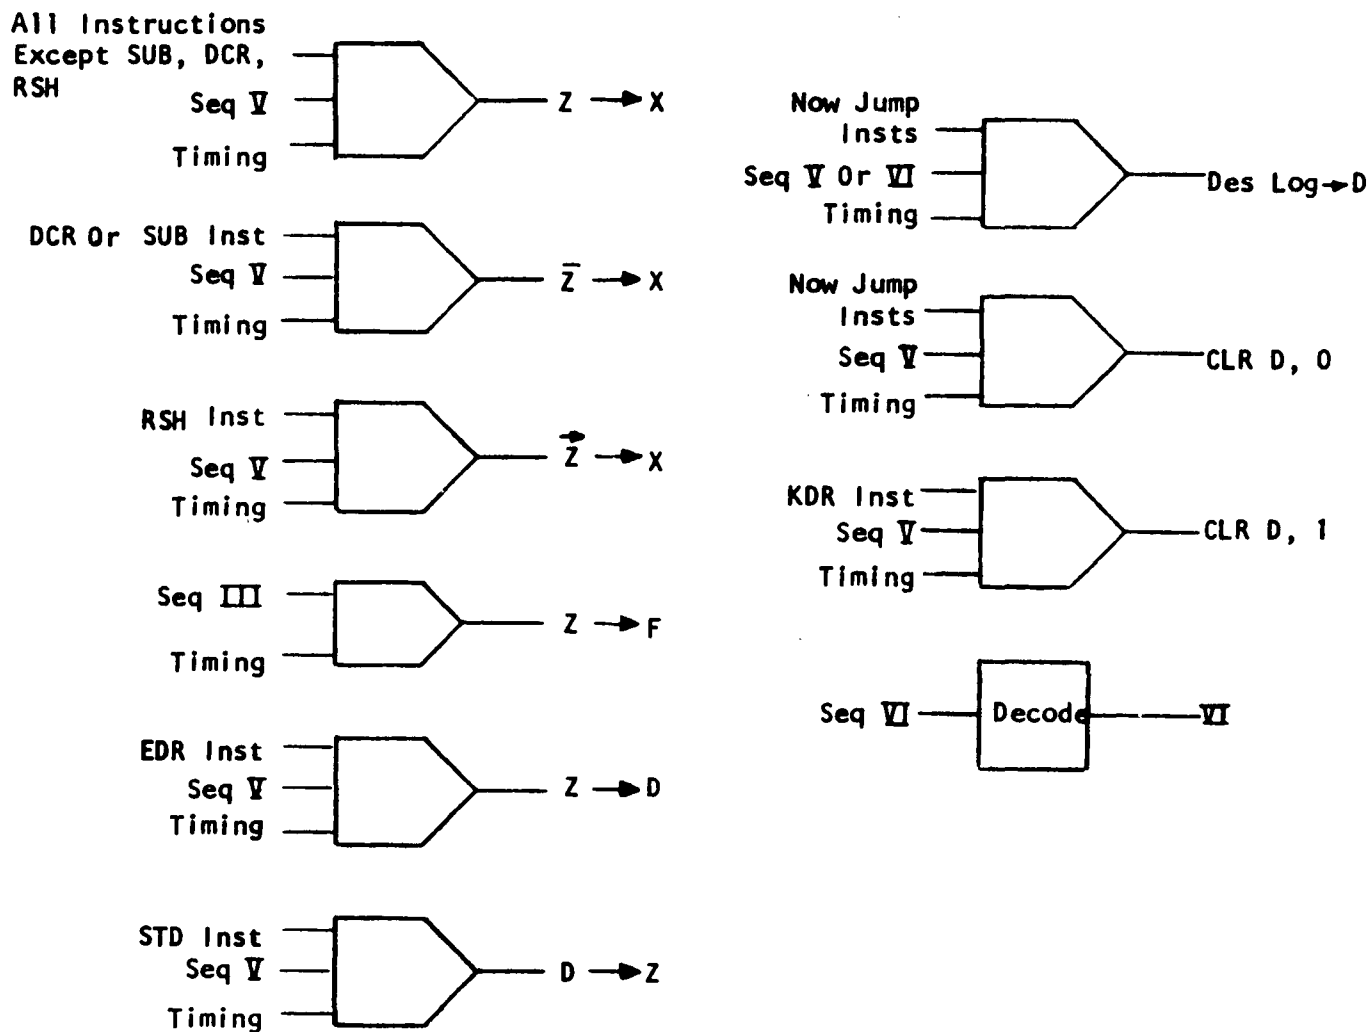 All Instructions
Except SUB, DCR,
RSH
Seq V
Timing
Z → X
DCR Or SUB Inst
Seq V
Timing
Z̅ → X
RSH Inst
Seq V
Timing
Z⃗ → X
Seq III
Timing
Z → F
EDR Inst
Seq V
Timing
Z → D
STD Inst
Seq V
Timing
D → Z
Now Jump
Insts
Seq V Or VI
Timing
Des Log→D
Now Jump
Insts
Seq V
Timing
CLR D, 0
KDR Inst
Seq V
Timing
CLR D, 1
Seq VI
Decode
VI